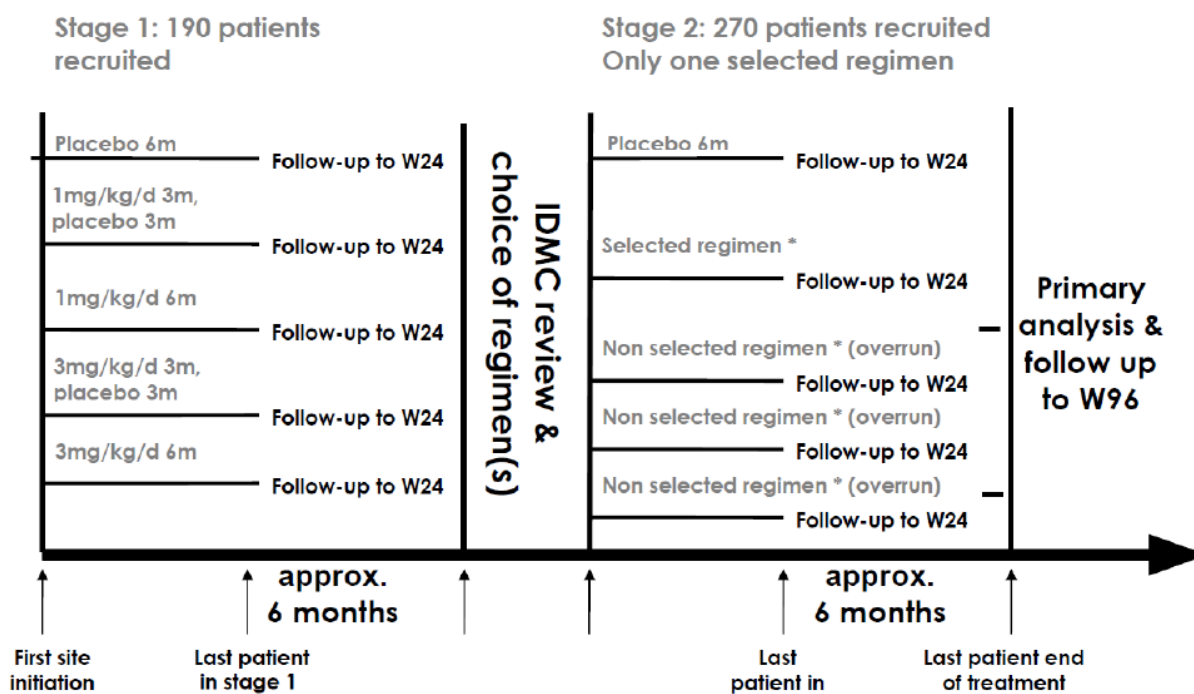 Stage 1: 190 patients
recruited
Stage 2: 270 patients recruited
Only one selected regimen
Placebo 6m
Follow-up to W24
1mg/kg/d 3m,
placebo 3m
Follow-up to W24
1mg/kg/d 6m
Follow-up to W24
3mg/kg/d 3m,
placebo 3m
Follow-up to W24
3mg/kg/d 6m
Follow-up to W24
IDMC review &
choice of regimen(s)
Placebo 6m
Follow-up to W24
Selected regimen *
Follow-up to W24
Non selected regimen * (overrun)
Follow-up to W24
Non selected regimen * (overrun)
Follow-up to W24
Non selected regimen * (overrun)
Follow-up to W24
Primary
analysis &
follow up
to W96
approx.
6 months
approx.
6 months
First site
initiation
Last patient
in stage 1
Last
patient in
Last patient end
of treatment